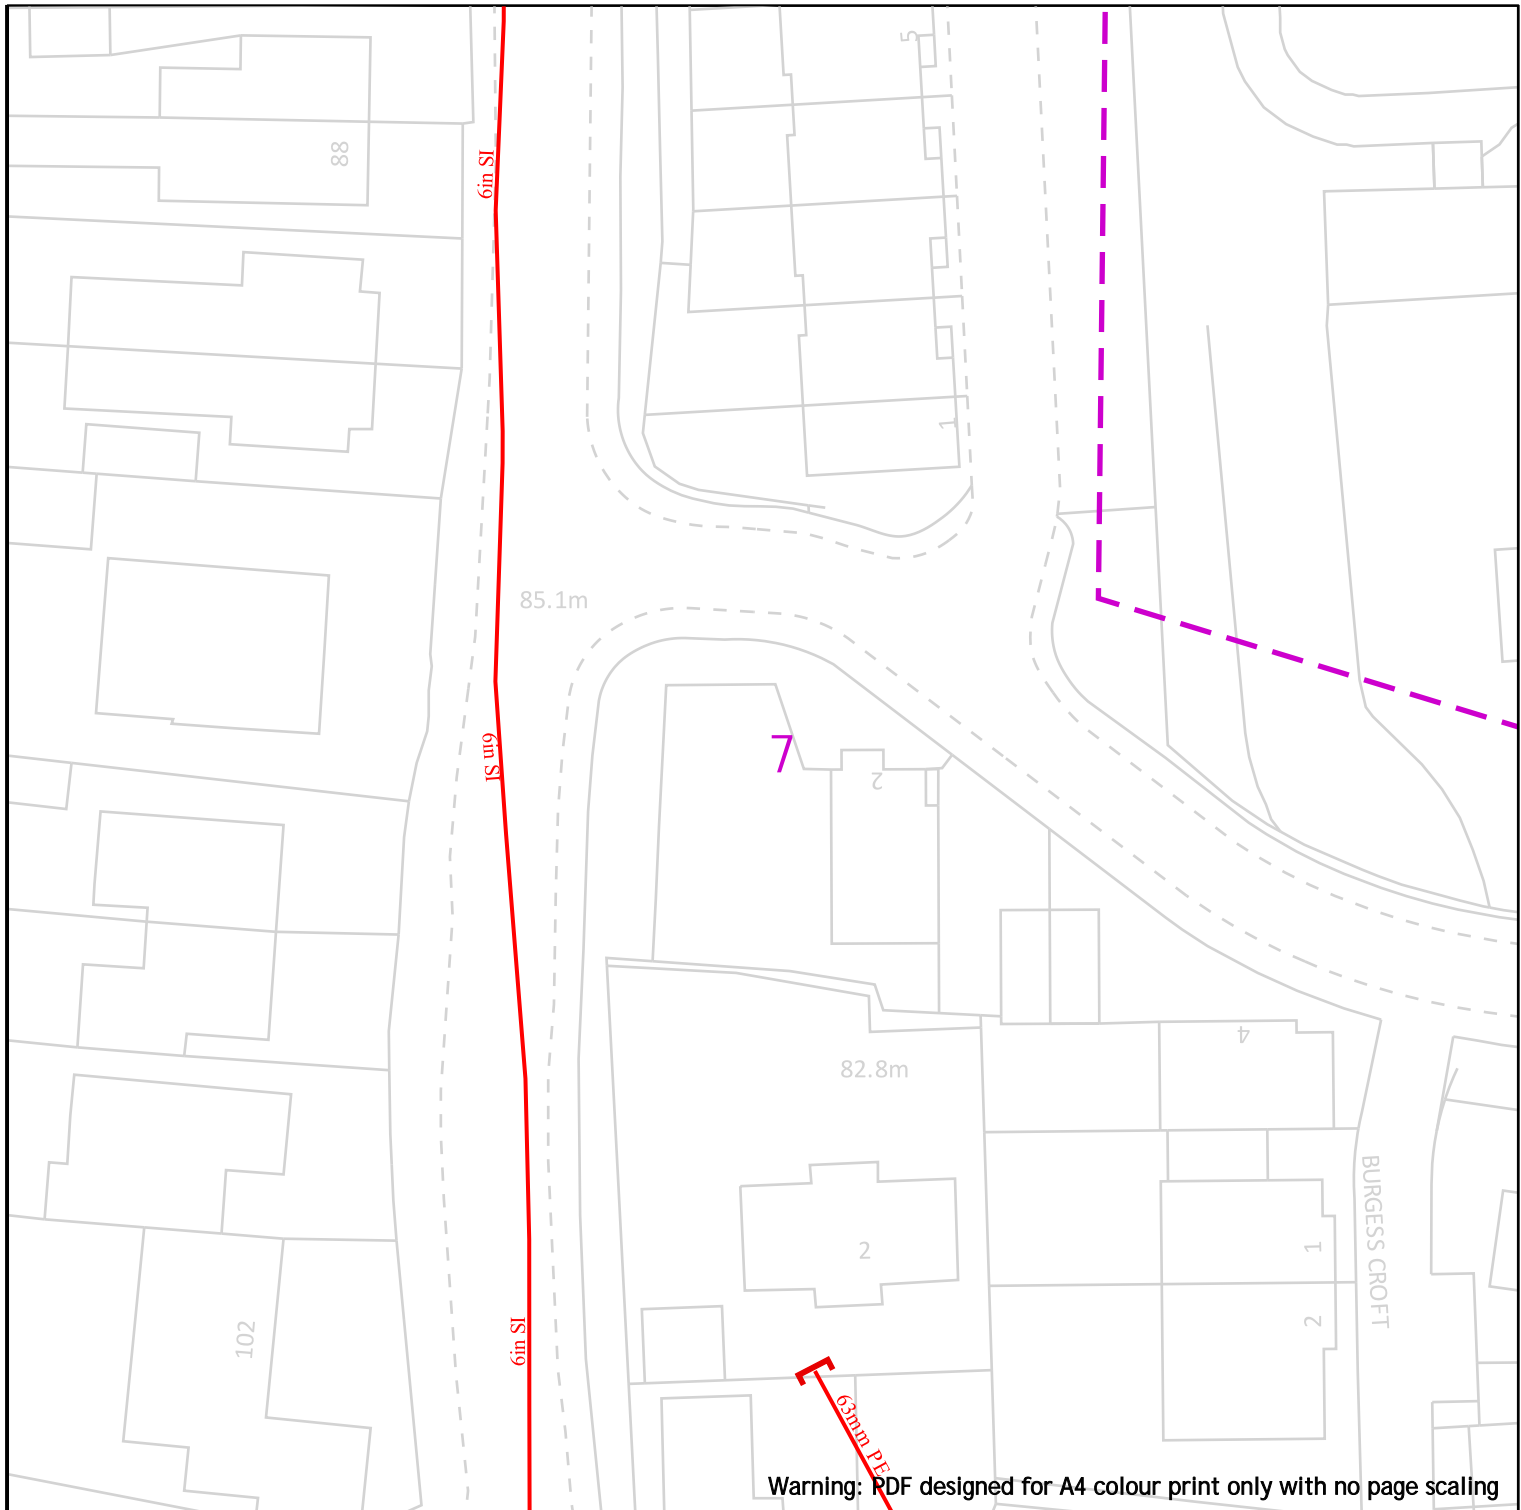 5
88
6in SI
1
85.1m
6in SI
7
2
4
82.8m
BURGESS CROFT
2
1
2
102
6in SI
63mm PE
Warning: PDF designed for A4 colour print only with no page scaling